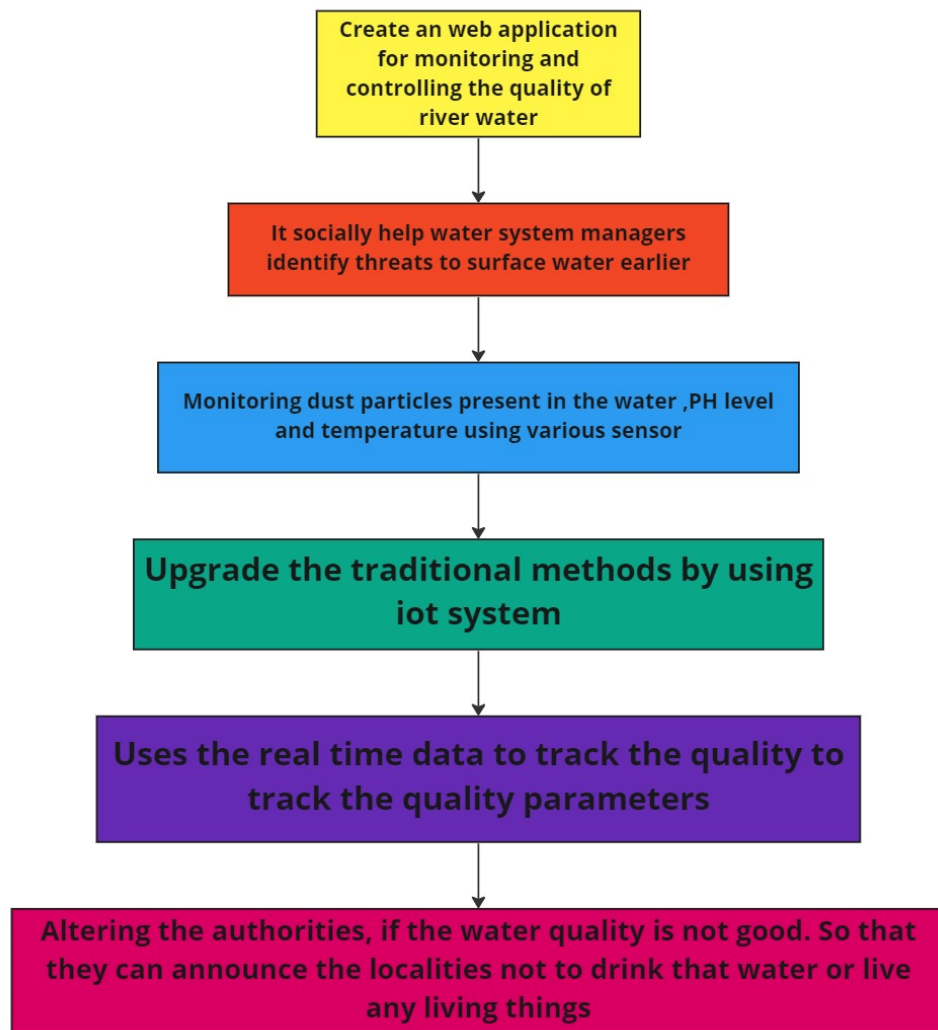 Create an web application
for monitoring and
controlling the quality of
river water
It socially help water system managers
identify threats to surface water earlier
Monitoring dust particles present in the water ,PH level
and temperature using various sensor
Upgrade the traditional methods by using
iot system
Uses the real time data to track the quality to
track the quality parameters
Altering the authorities, if the water quality is not good. So that
they can announce the localities not to drink that water or live
any living things